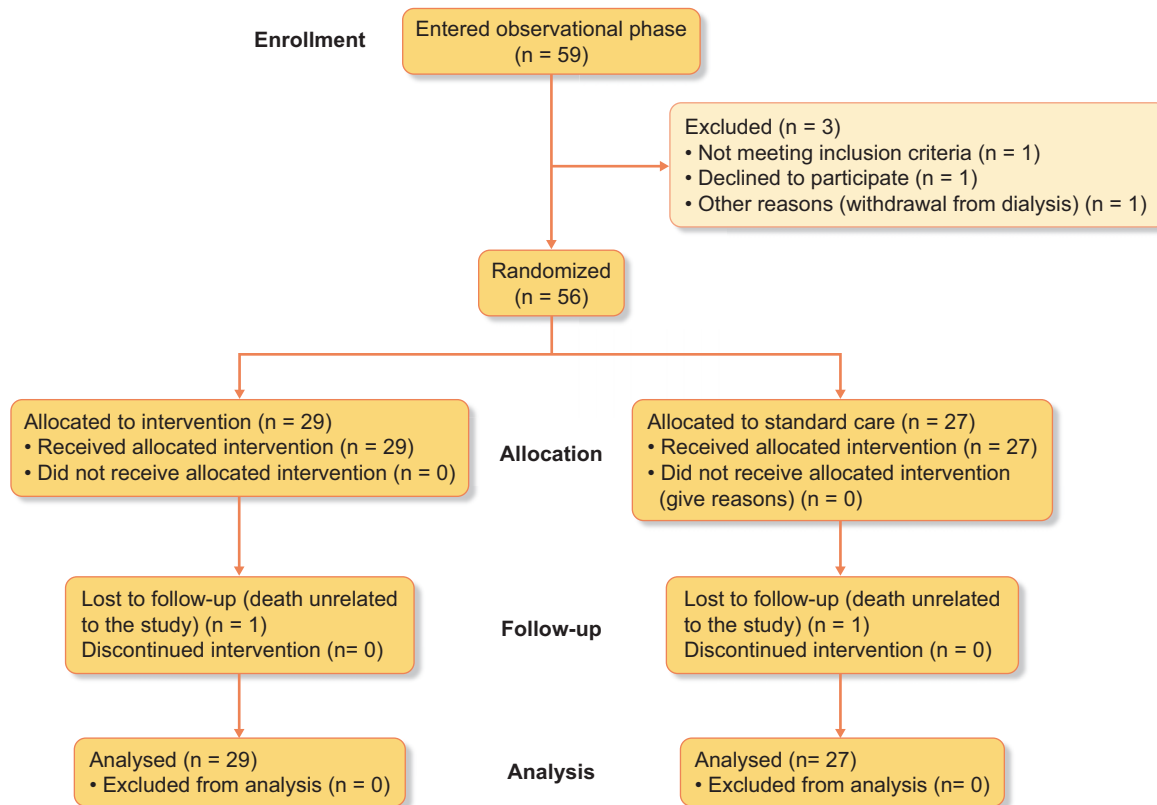 Enrollment
Entered observational phase
(n = 59)
Excluded (n = 3)
• Not meeting inclusion criteria (n = 1)
• Declined to participate (n = 1)
• Other reasons (withdrawal from dialysis) (n = 1)
Randomized
(n = 56)
Allocated to intervention (n = 29)
• Received allocated intervention (n = 29)
• Did not receive allocated intervention (n = 0)
Allocation
Allocated to standard care (n = 27)
• Received allocated intervention (n = 27)
• Did not receive allocated intervention
(give reasons) (n = 0)
Lost to follow-up (death unrelated
to the study) (n = 1)
Discontinued intervention (n= 0)
Follow-up
Lost to follow-up (death unrelated
to the study) (n = 1)
Discontinued intervention (n = 0)
Analysed (n = 29)
• Excluded from analysis (n = 0)
Analysis
Analysed (n= 27)
• Excluded from analysis (n= 0)